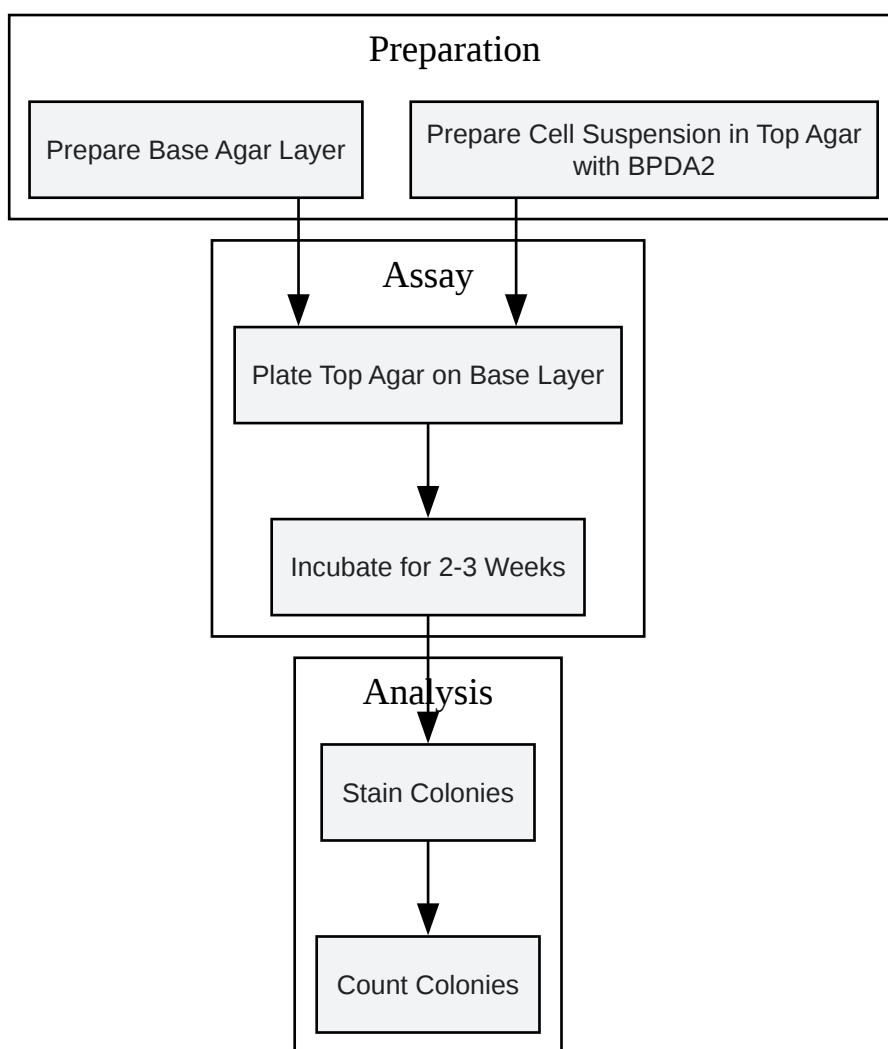 Preparation
Prepare Base Agar Layer
Prepare Cell Suspension in Top Agar
with BPDA2
Assay
Plate Top Agar on Base Layer
Incubate for 2-3 Weeks
Analysis
Stain Colonies
Count Colonies